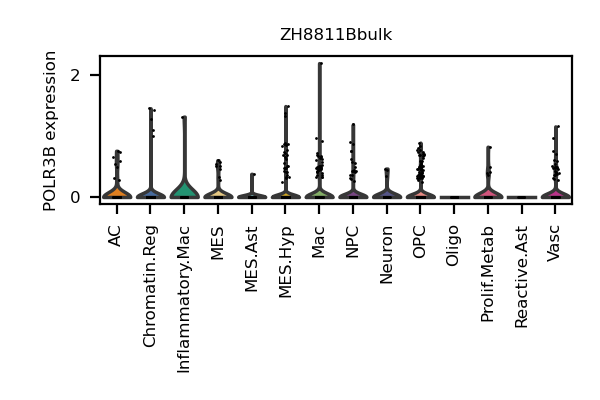 ZH8811Bbulk
POLR3B expression
2
0
AC
Chromatin.Reg
Inflammatory.Mac
MES
MES.Ast
MES.Hyp
Mac
NPC
Neuron
OPC
Oligo
Prolif.Metab
Reactive.Ast
Vasc